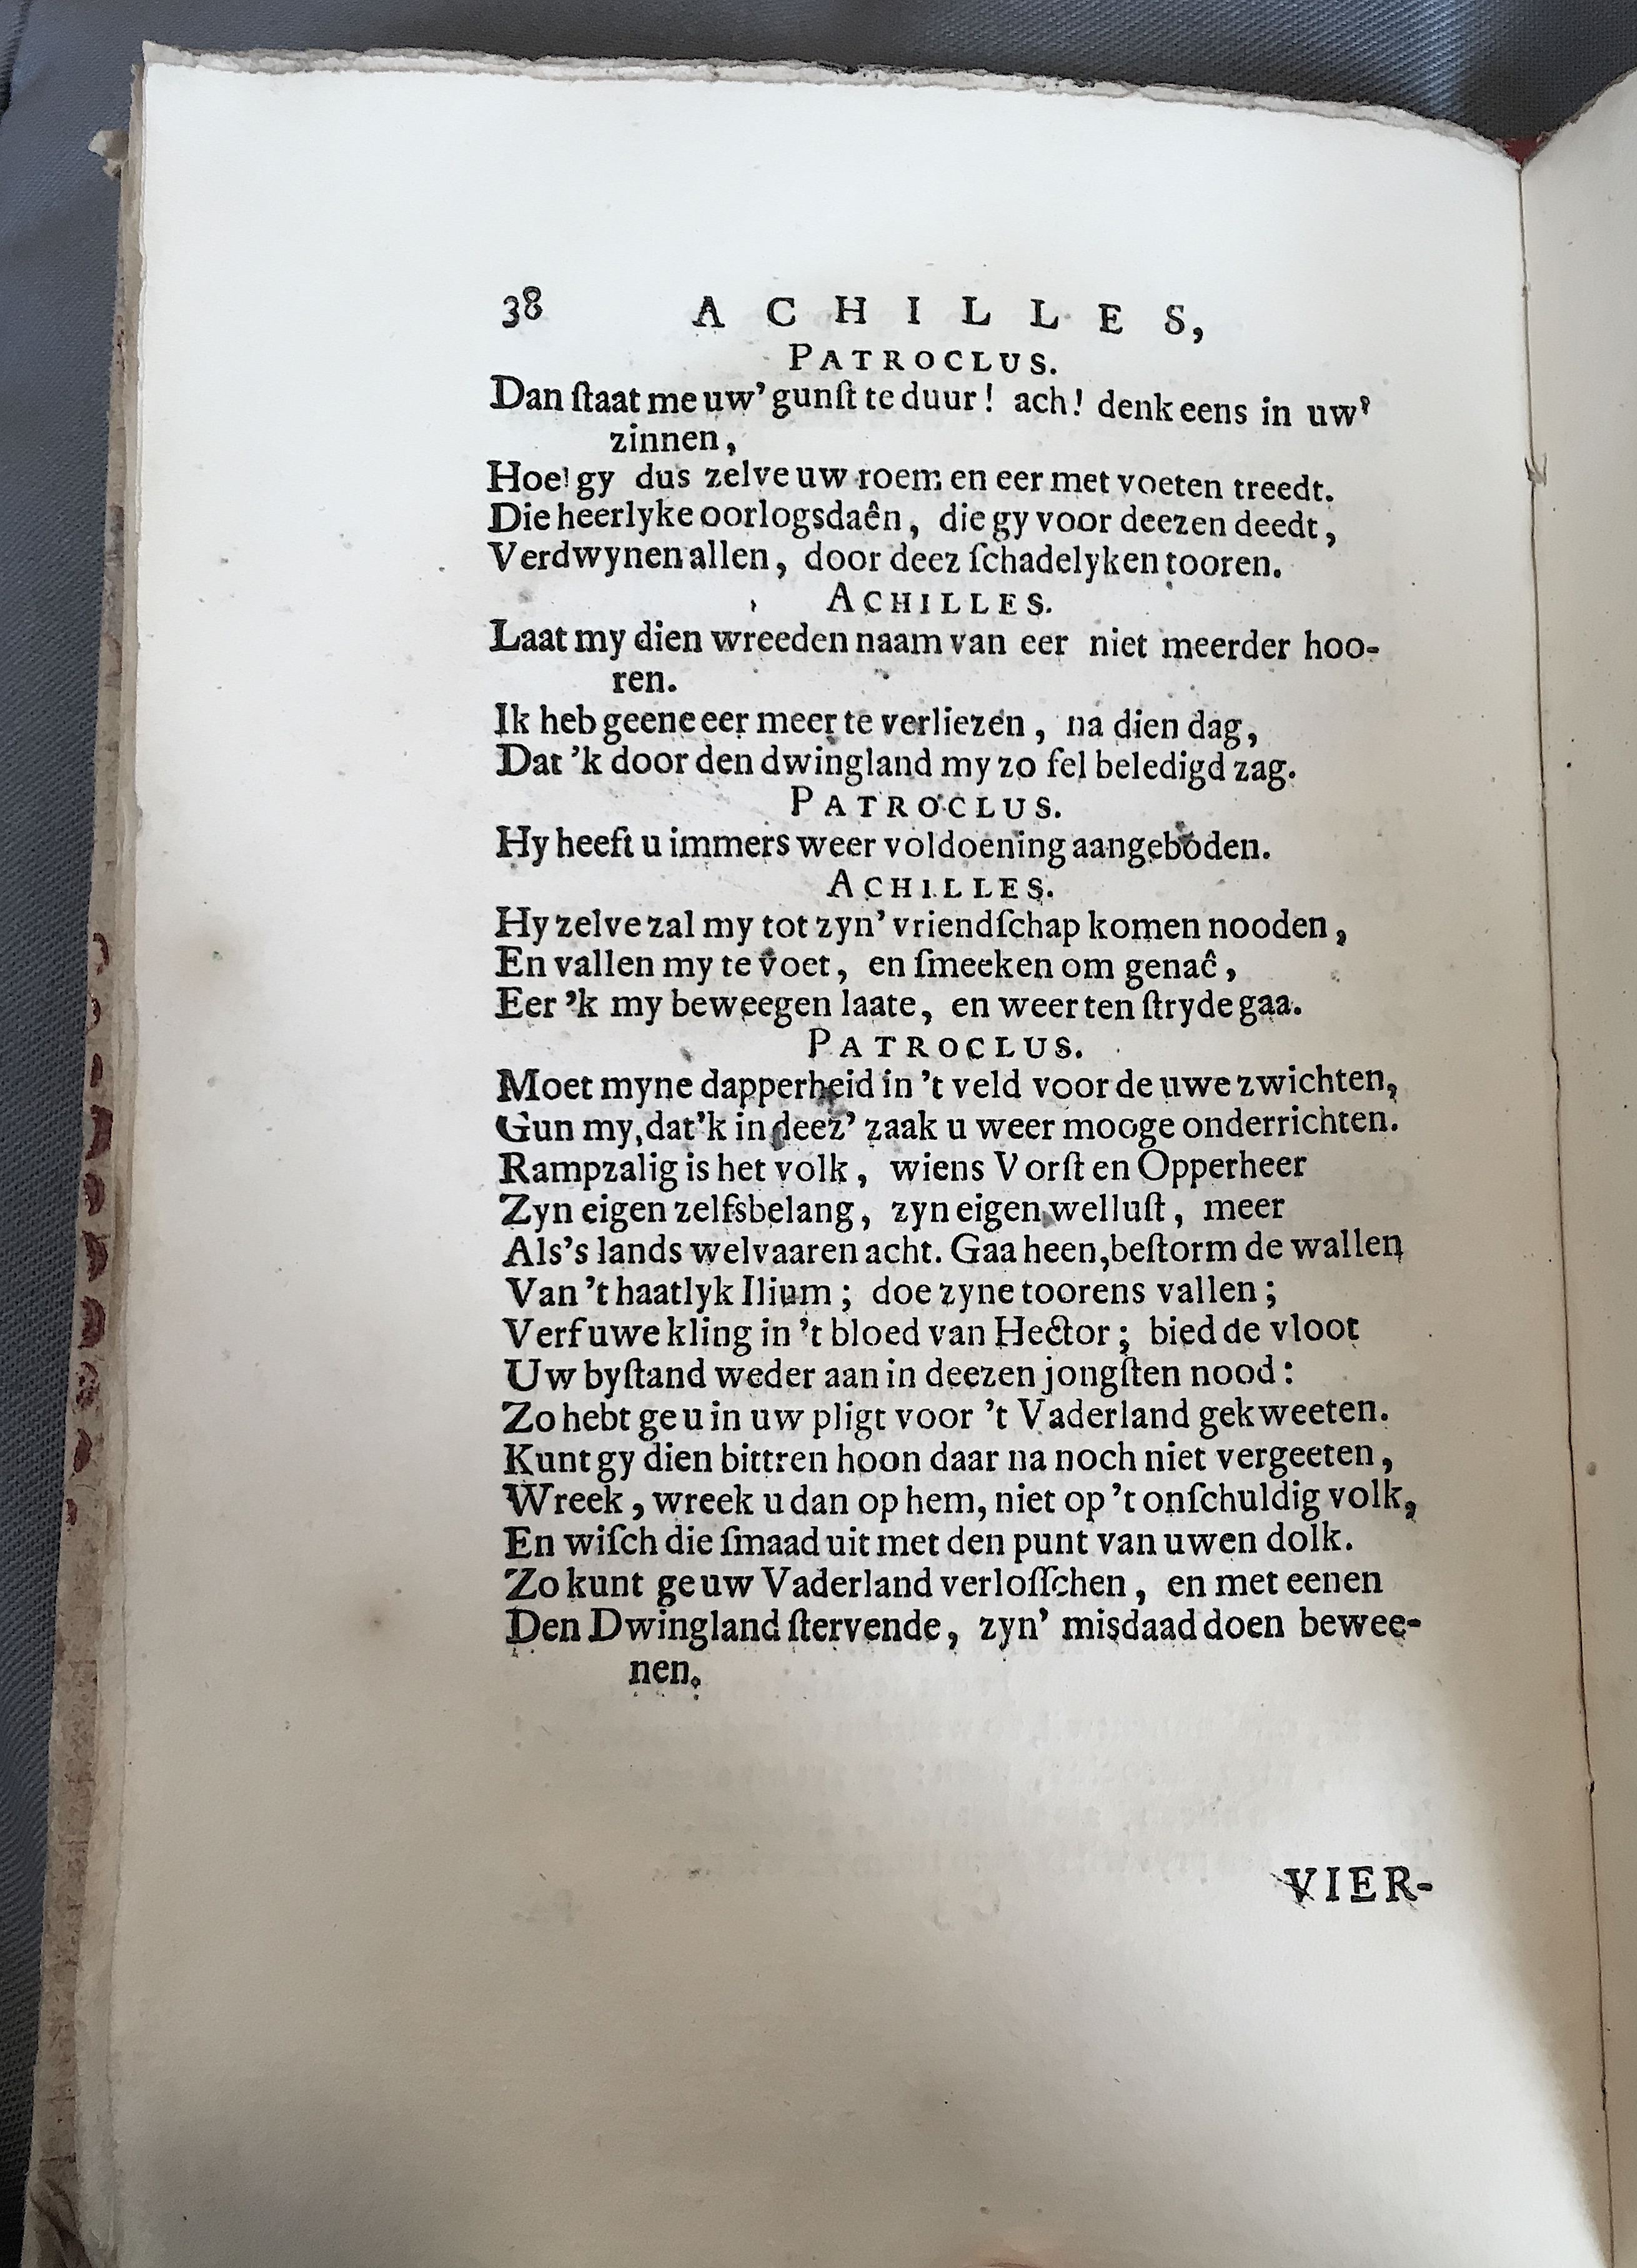 38 ACHILLES,
PATROCLUS.
Dan ſtaat me uw' gunſt te duur! ach! denk eens in uw'
zinnen,
Hoe gy dus zelve uw roem en eer met voeten treedt.
Die heerlyke oorlogsdaên, die gy voor deezen deedt,
Verdwynen allen, door deez ſchadelyken tooren.
ACHILLES.
Laat my dien wreeden naam van eer niet meerder hoo-
ren.
Ik heb geene eer meer te verliezen, na dien dag,
Dat 'k door den dwingland my zo fel beledigd zag.
PATROCLUS.
Hy heeft u immers weer voldoening aangeboden.
ACHILLES.
Hy zelve zal my tot zyn' vriendſchap komen nooden,
En vallen my te voet, en ſmeeken om genaê,
Eer 'k my beweegen laate, en weer ten ſtryde gaa.
PATROCLUS.
Moet myne dapperheid in 't veld voor de uwe zwichten,
Gun my, dat 'k in deez' zaak u weer mooge onderrichten.
Rampzalig is het volk, wiens Vorſt en Opperheer
Zyn eigen zelfsbelang, zyn eigen welluſt, meer
Als 's lands welvaaren acht. Gaa heen, beſtorm de wallen
Van 't haatlyk Ilium; doe zyne toorens vallen;
Verf uwe kling in 't bloed van Hector; bied de vloot
Uw byſtand weder aan in deezen jongſten nood:
Zo hebt ge u in uw pligt voor 't Vaderland gekweeten.
Kunt gy dien bittren hoon daar na noch niet vergeeten,
Wreek, wreek u dan op hem, niet op 't onſchuldig volk,
En wiſch die ſmaad uit met den punt van uwen dolk.
Zo kunt ge uw Vaderland verloſſchen, en met eenen
Den Dwingland ſtervende, zyn' misdaad doen bewee-
nen.
VIER-